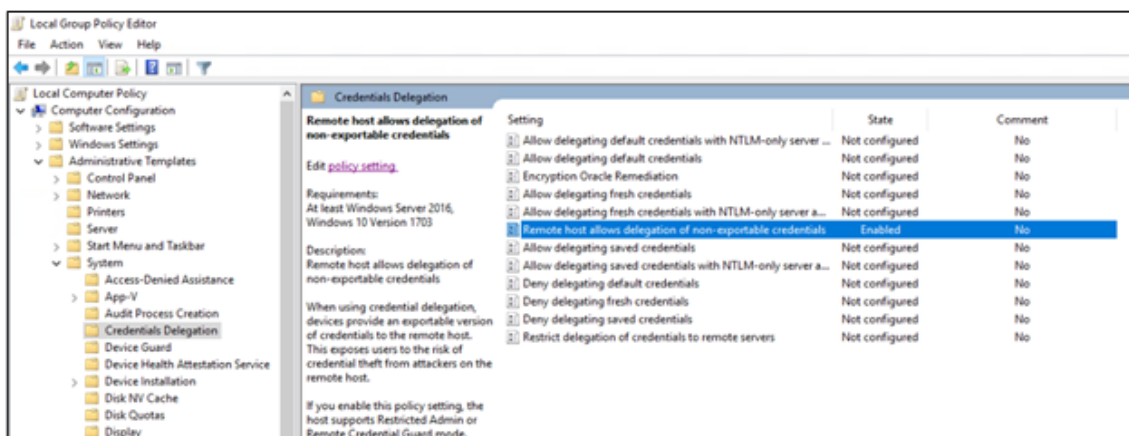 Local Group Policy Editor
File Action View Help
Local Computer Policy
Computer Configuration
Software Settings
Windows Settings
Administrative Templates
Control Panel
Network
Printers
Server
Start Menu and Taskbar
System
Access-Denied Assistance
App-V
Audit Process Creation
Credentials Delegation
Device Guard
Device Health Attestation Service
Device Installation
Disk NV Cache
Disk Quotas
Display
Credentials Delegation
Remote host allows delegation of
non-exportable credentials
Edit policy setting
Requirements:
At least Windows Server 2016,
Windows 10 Version 1703
Description:
Remote host allows delegation of
non-exportable credentials
When using credential delegation,
devices provide an exportable version
of credentials to the remote host.
This exposes users to the risk of
credential theft from attackers on the
remote host.
If you enable this policy setting, the
host supports Restricted Admin or
Remote Credential Guard mode.
Setting State Comment
Allow delegating default credentials with NTLM-only server ... Not configured No
Allow delegating default credentials Not configured No
Encryption Oracle Remediation Not configured No
Allow delegating fresh credentials Not configured No
Allow delegating fresh credentials with NTLM-only server a... Not configured No
Remote host allows delegation of non-exportable credentials Enabled No
Allow delegating saved credentials Not configured No
Allow delegating saved credentials with NTLM-only server a... Not configured No
Deny delegating default credentials Not configured No
Deny delegating fresh credentials Not configured No
Deny delegating saved credentials Not configured No
Restrict delegation of credentials to remote servers Not configured No